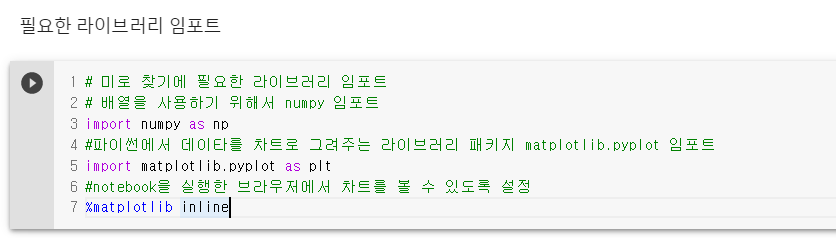 필요한 라이브러리 임포트
1 # 미로 찾기에 필요한 라이브러리 임포트
2 # 배열을 사용하기 위해서 numpy 임포트
3 import numpy as np
4 #파이썬에서 데이타를 차트로 그려주는 라이브러리 패키지 matplotlib.pyplot 임포트
5 import matplotlib.pyplot as plt
6 #notebook을 실행한 브라우저에서 차트를 볼 수 있도록 설정
7 %matplotlib inline